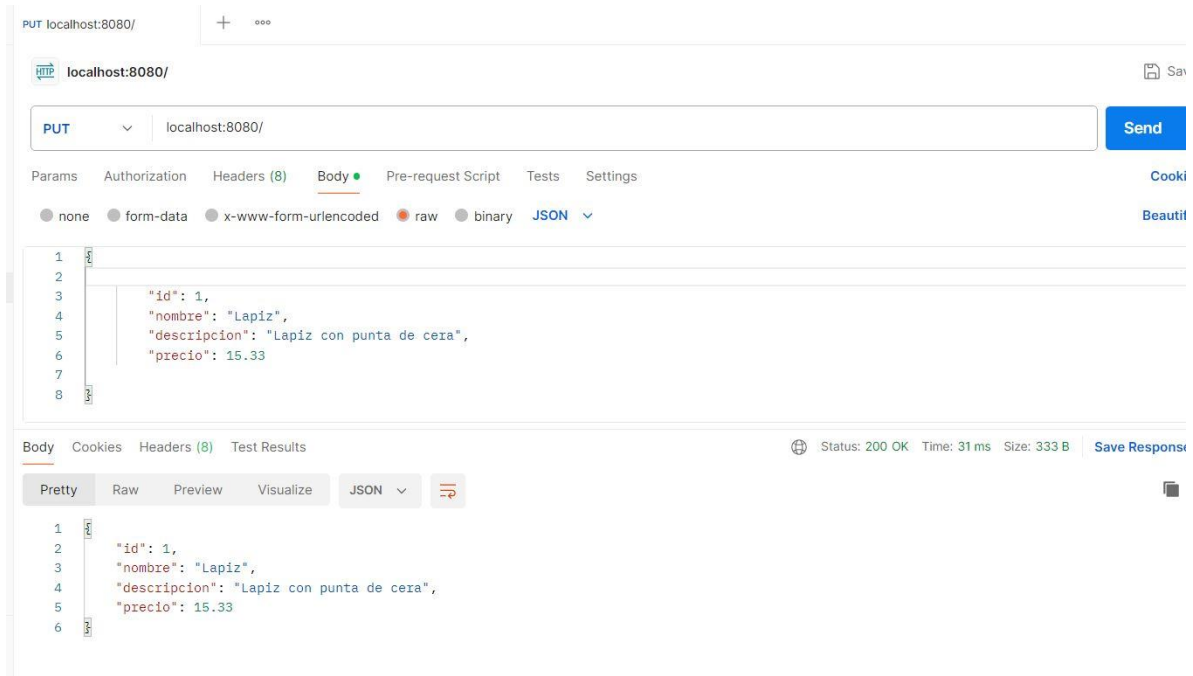 PUT localhost:8080/
HTTP localhost:8080/
Sav
PUT localhost:8080/ Send
Params Authorization Headers (8) Body Pre-request Script Tests Settings Cooki
none form-data x-www-form-urlencoded raw binary JSON Beautif
1 {
2
3 "id": 1,
4 "nombre": "Lapiz",
5 "descripcion": "Lapiz con punta de cera",
6 "precio": 15.33
7
8 }
Body Cookies Headers (8) Test Results Status: 200 OK Time: 31 ms Size: 333 B Save Response
Pretty Raw Preview Visualize JSON
1 {
2 "id": 1,
3 "nombre": "Lapiz",
4 "descripcion": "Lapiz con punta de cera",
5 "precio": 15.33
6 }